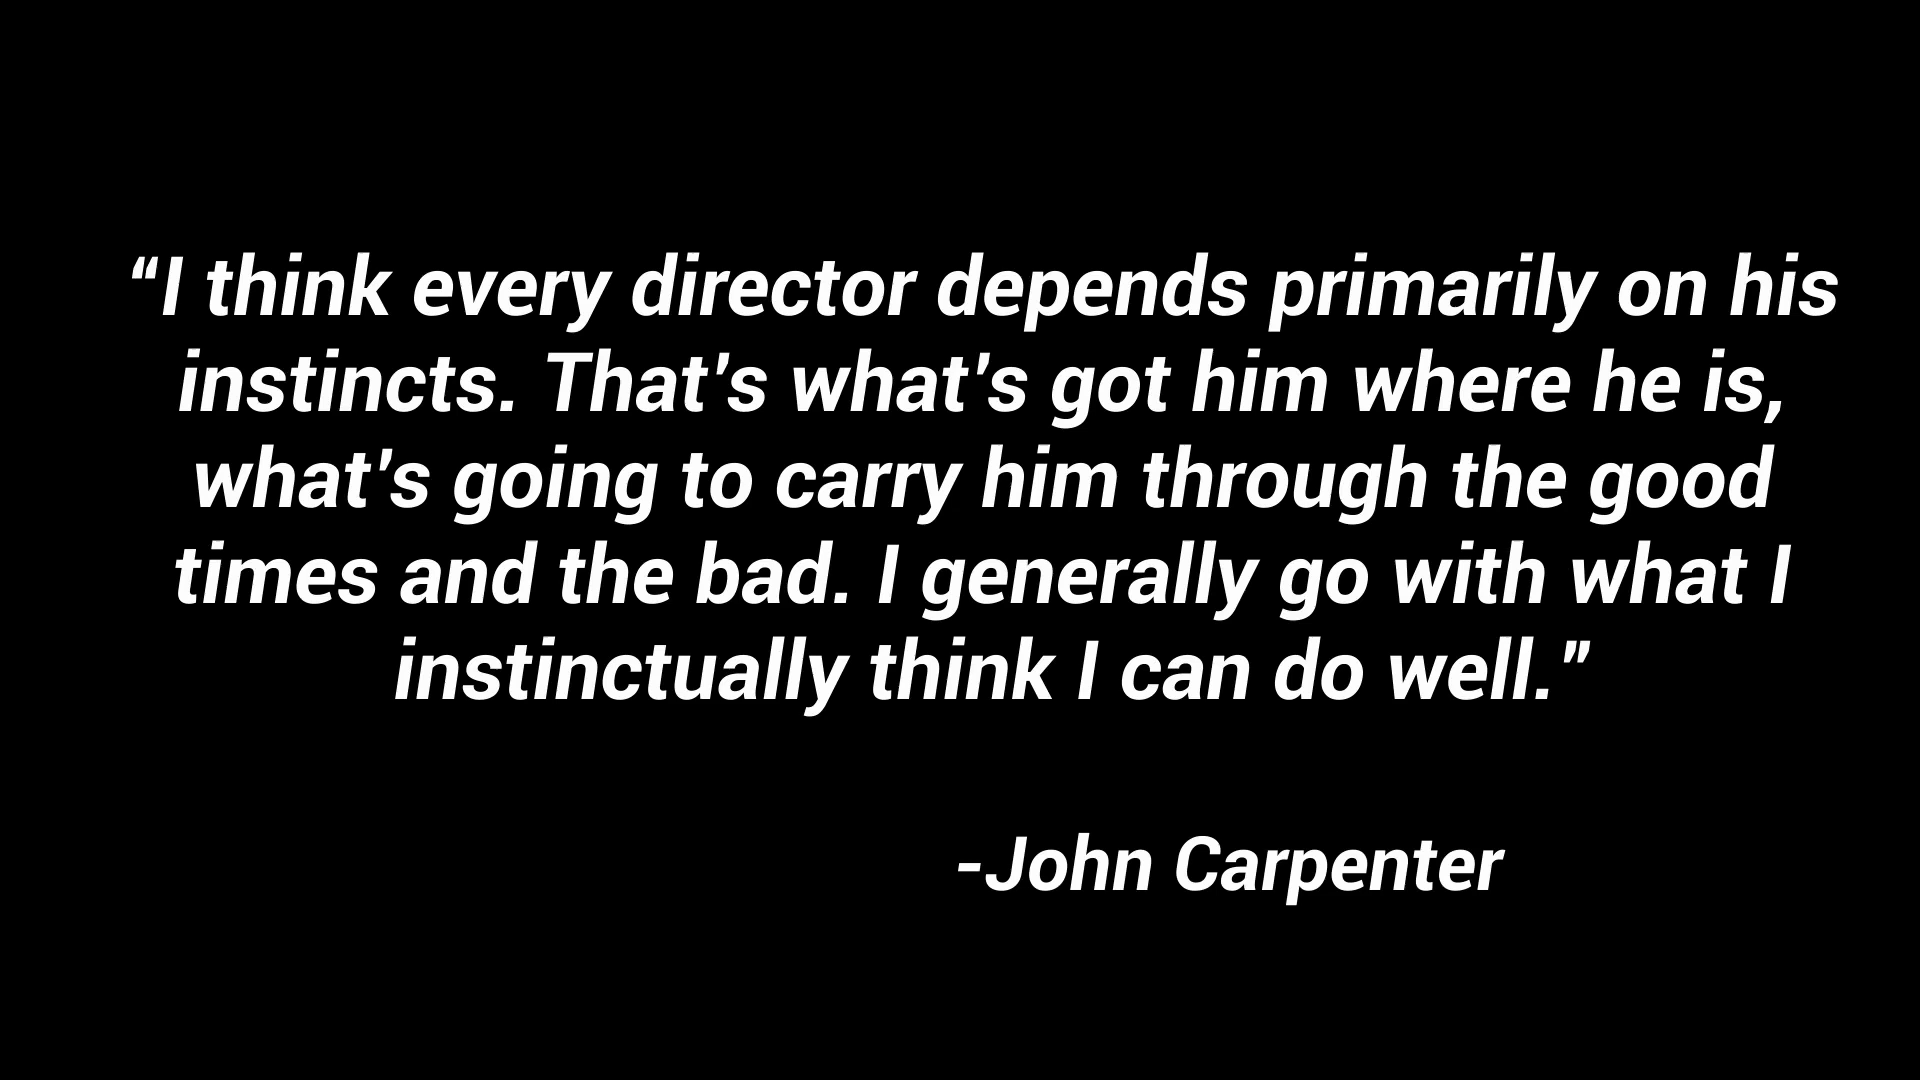 “I think every director depends primarily on his
instincts. That's what's got him where he is,
what's going to carry him through the good
times and the bad. I generally go with what I
instinctually think I can do well.”
-John Carpenter